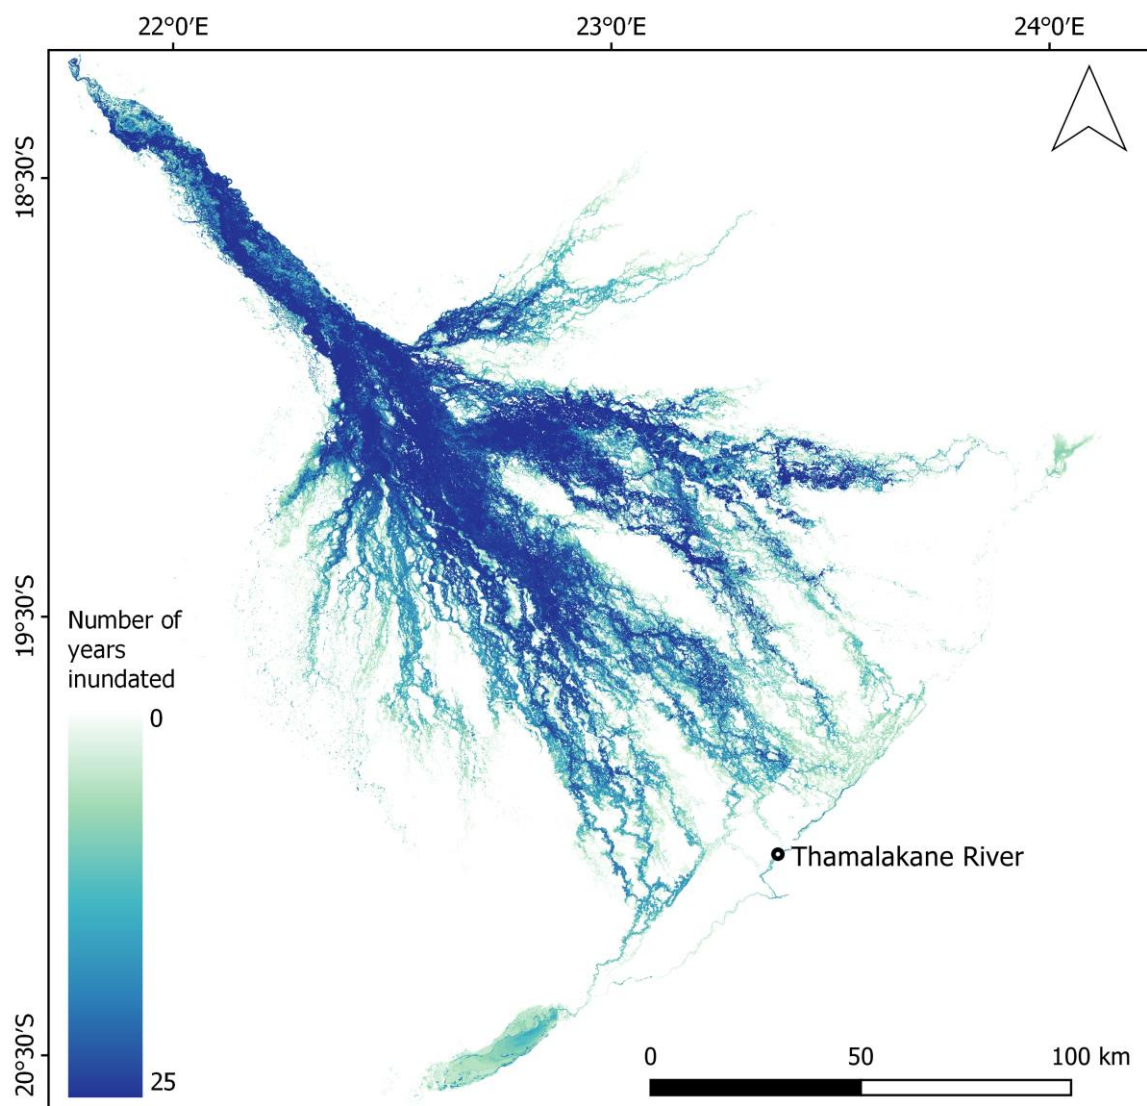 22°0′E
23°0′E
24°0′E
18°30′S
19°30′S
20°30′S
Number of
years
inundated
0
25
Thamalakane River
0
50
100 km